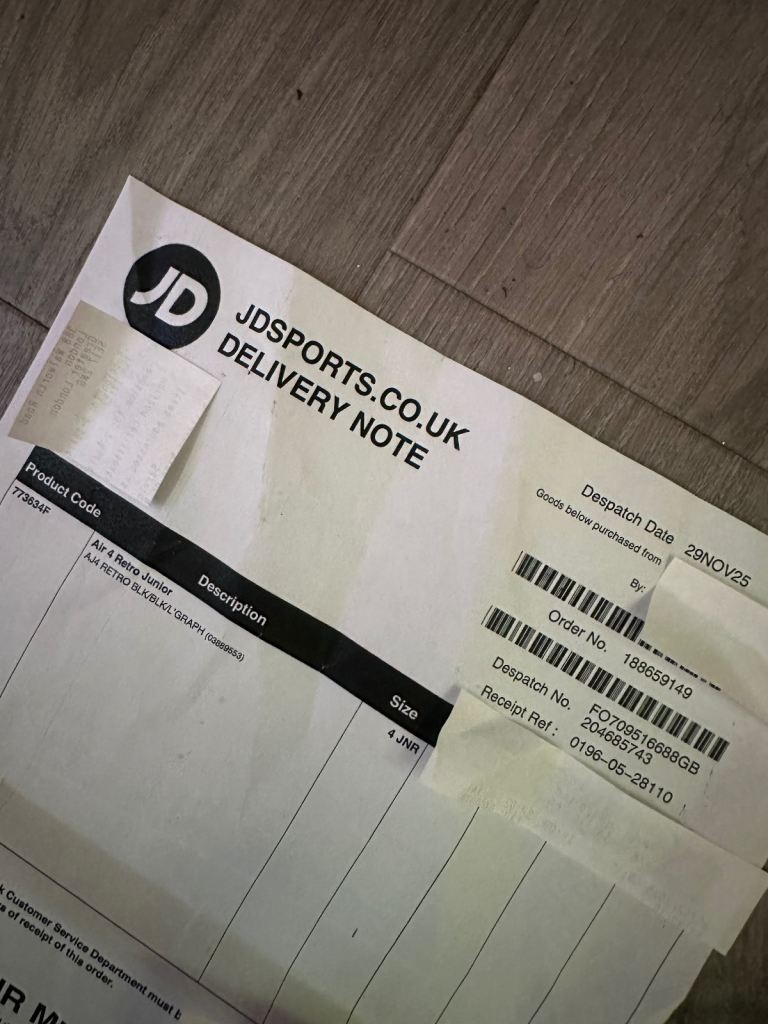 JD
JDSPORTS.CO.UK
DELIVERY NOTE
London
Despatch Date 29NOV25
Goods below purchased from
By:
Order No. 188659149
Despatch No. FO709516688GB
204685743
Receipt Ref : 0196-05-28110
Product Code Description Size
773634F
Air 4 Retro Junior
AJ4 RETRO BLK/BLK/L'GRAPH (03889553)
4 JNR
k Customer Service Department must b
of receipt of this order.